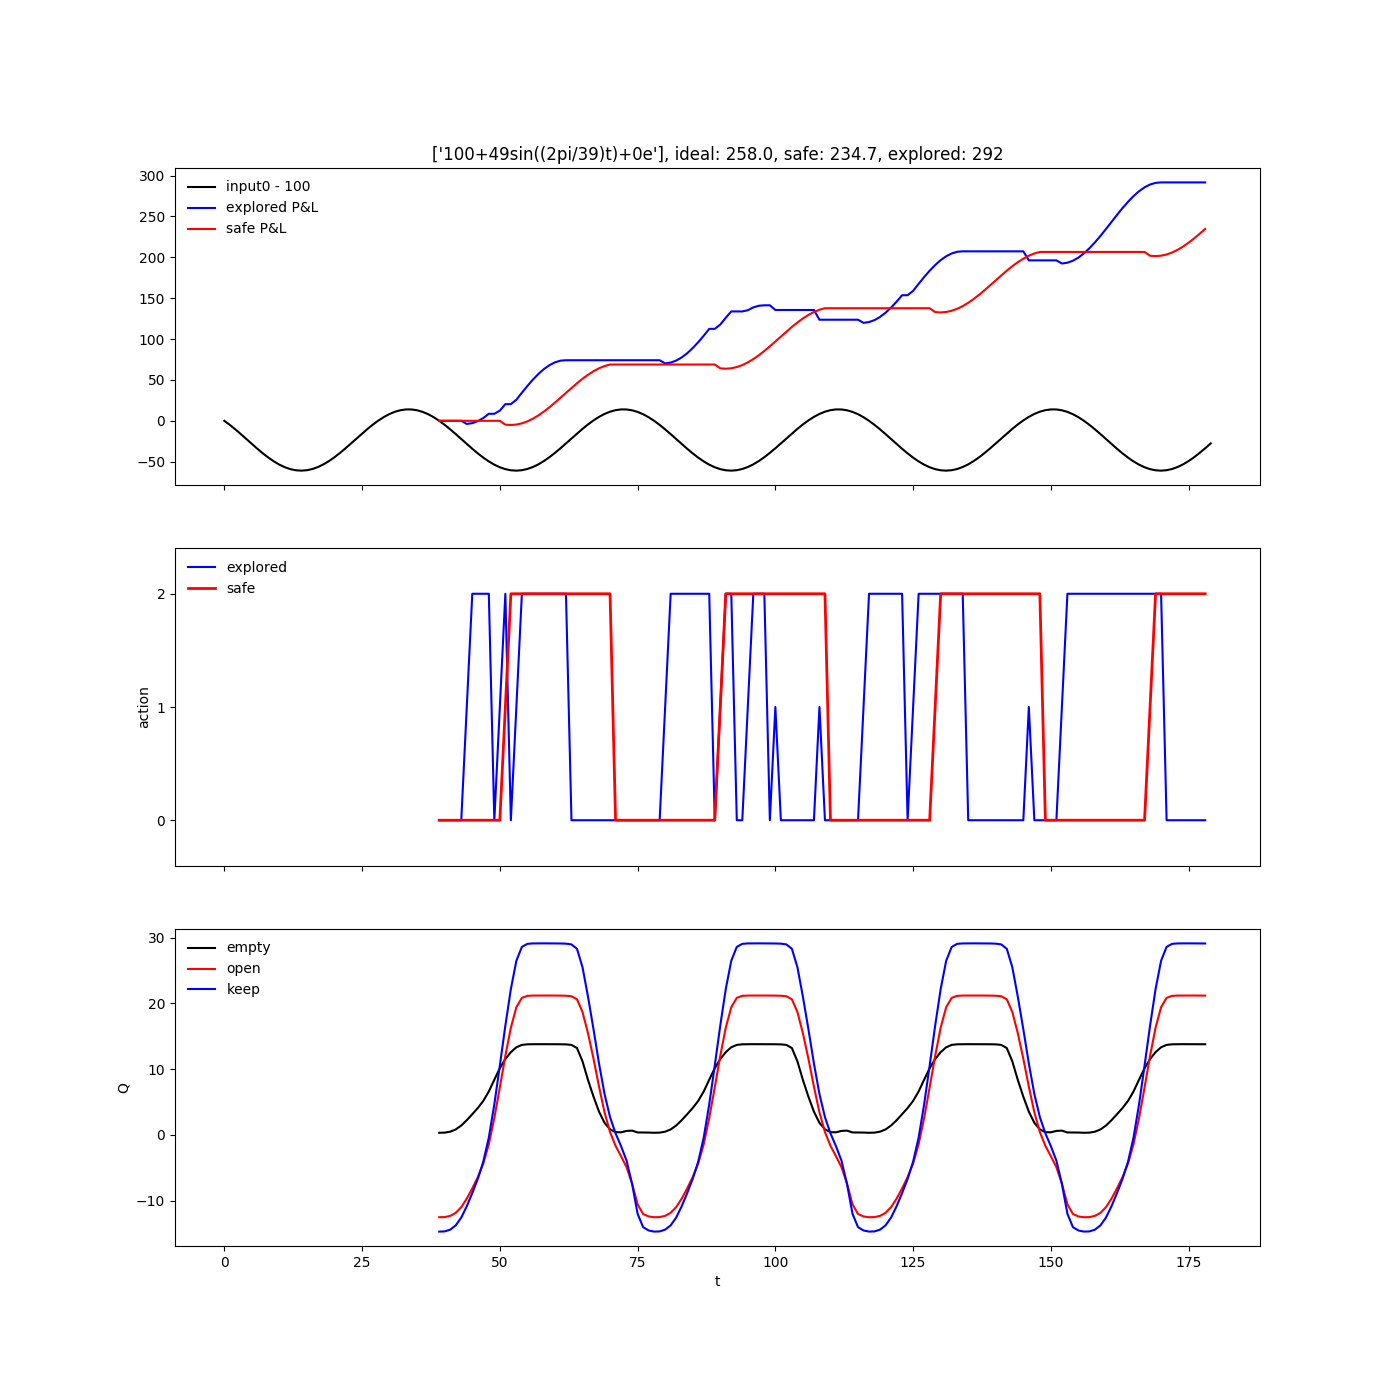 ['100+49sin((2pi/39)t)+0e'], ideal: 258.0, safe: 234.7, explored: 292
300
250
200
150
100
50
0
−50
input0 - 100
explored P&L
safe P&L
action
2
1
0
explored
safe
Q
30
20
10
0
−10
empty
open
keep
0 25 50 75 100 125 150 175
t